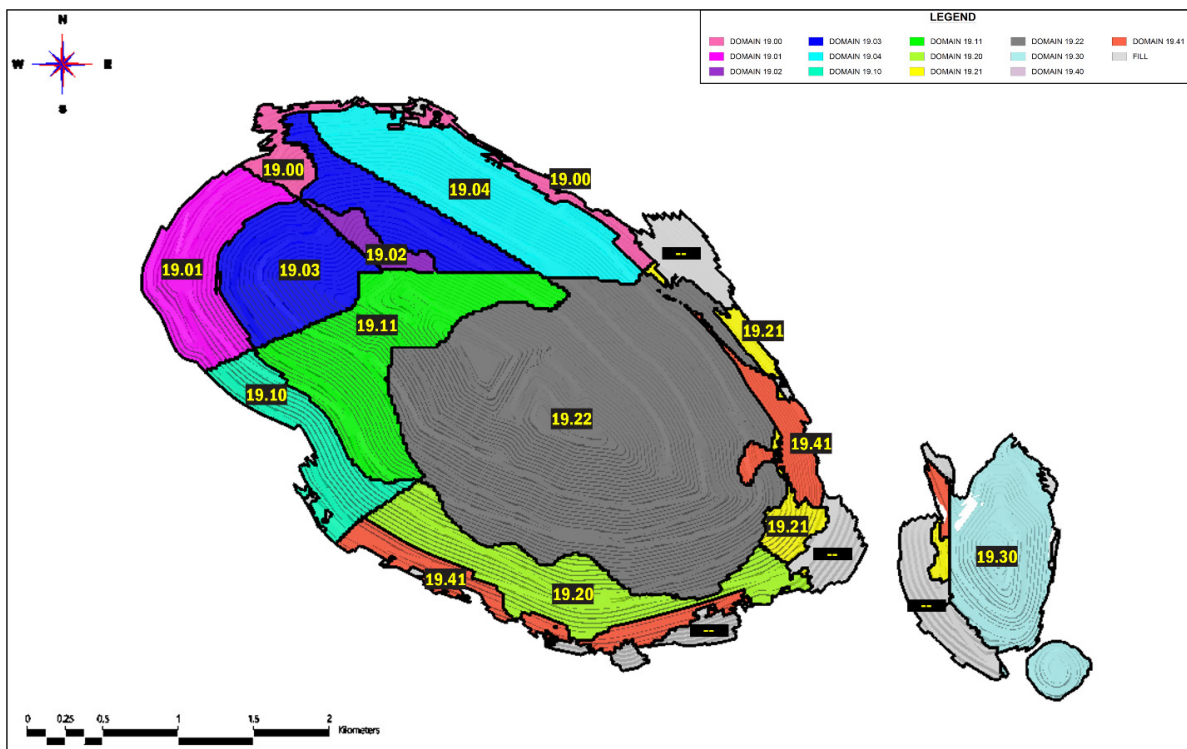 LEGEND
DOMAIN 19.00
DOMAIN 19.03
DOMAIN 19.11
DOMAIN 19.22
DOMAIN 19.41
DOMAIN 19.01
DOMAIN 19.04
DOMAIN 19.20
DOMAIN 19.30
FILL
DOMAIN 19.02
DOMAIN 19.10
DOMAIN 19.21
DOMAIN 19.40
N
W E
S
19.00
19.04
19.00
19.02
--
19.01
19.03
19.11
19.21
19.10
19.22
19.41
19.21
--
19.30
19.41
19.20
--
--
0 0.25 0.5 1 1.5 2
Kilometers